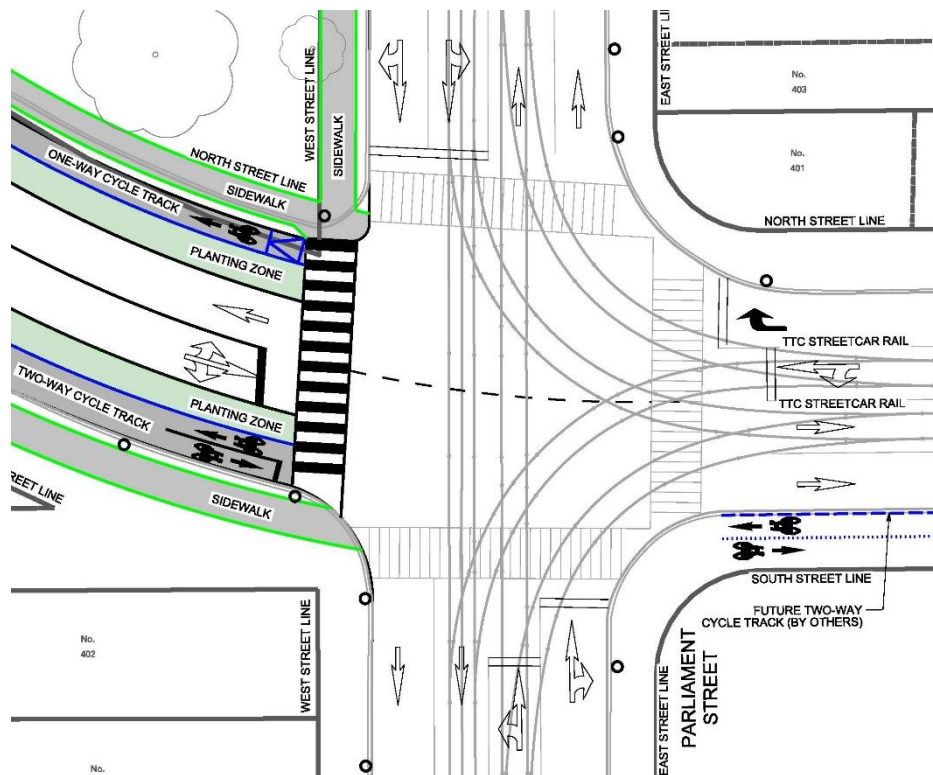 EAST STREET LI
No.
403
WEST STREET LINE
SIDEWALK
NORTH STREET LINE
SIDEWALK
ONE-WAY CYCLE TRACK
PLANTING ZONE
No.
401
NORTH STREET LINE
TTC STREETCAR RAIL
TTC STREETCAR RAIL
PLANTING ZONE
TWO-WAY CYCLE TRACK
SIDEWALK
REET LINE
SOUTH STREET LINE
FUTURE TWO-WAY
CYCLE TRACK (BY OTHERS)
No.
402
WEST STREET LINE
EAST STREET LINE
PARLIAMENT
STREET
No.